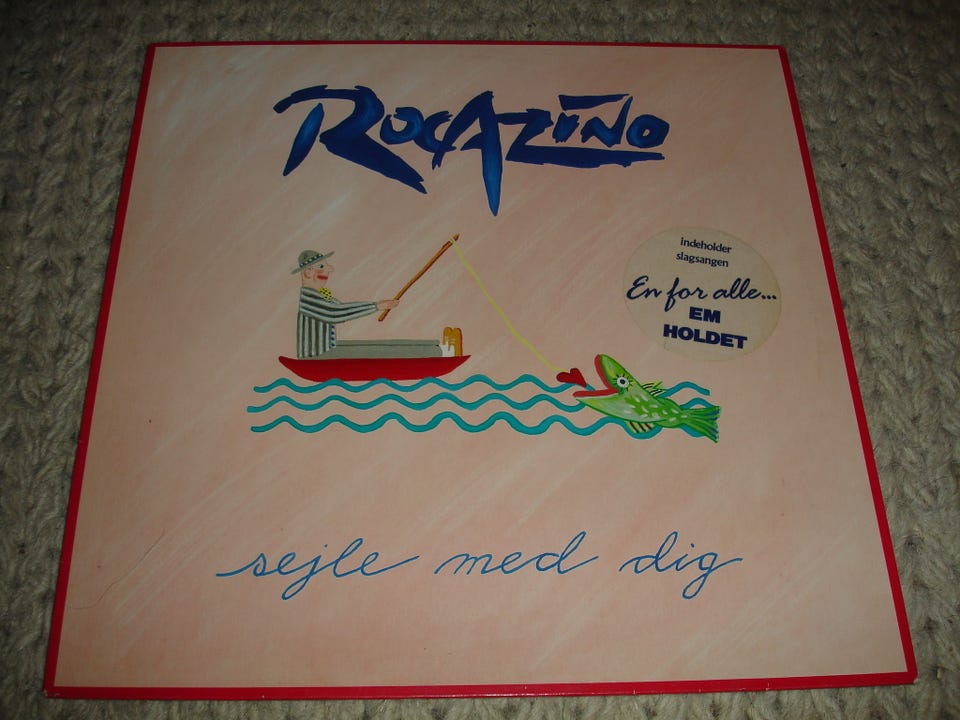 ROCAZINO
indeholder
slagsangen
En for alle...
EM
HOLDET
sejle med dig